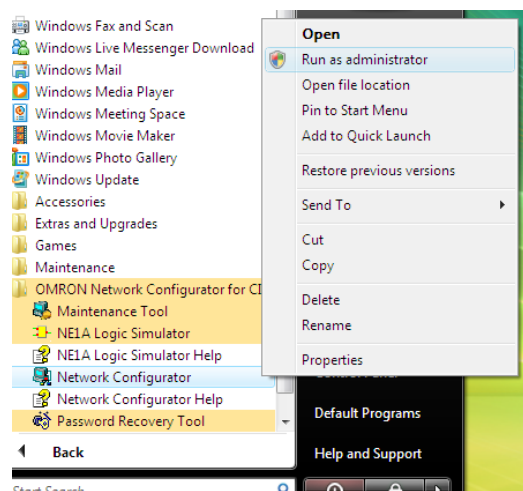 Windows Fax and Scan
Windows Live Messenger Download
Windows Mail
Windows Media Player
Windows Meeting Space
Windows Movie Maker
Windows Photo Gallery
Windows Update
Accessories
Extras and Upgrades
Games
Maintenance
OMRON Network Configurator for
Maintenance Tool
NE1A Logic Simulator
NE1A Logic Simulator Help
Network Configurator
Network Configurator Help
Password Recovery Tool
Back
Start Search
Open
Run as administrator
Open file location
Pin to Start Menu
Add to Quick Launch
Restore previous versions
Send To
Cut
Copy
Delete
Rename
Properties
Default Programs
Help and Support